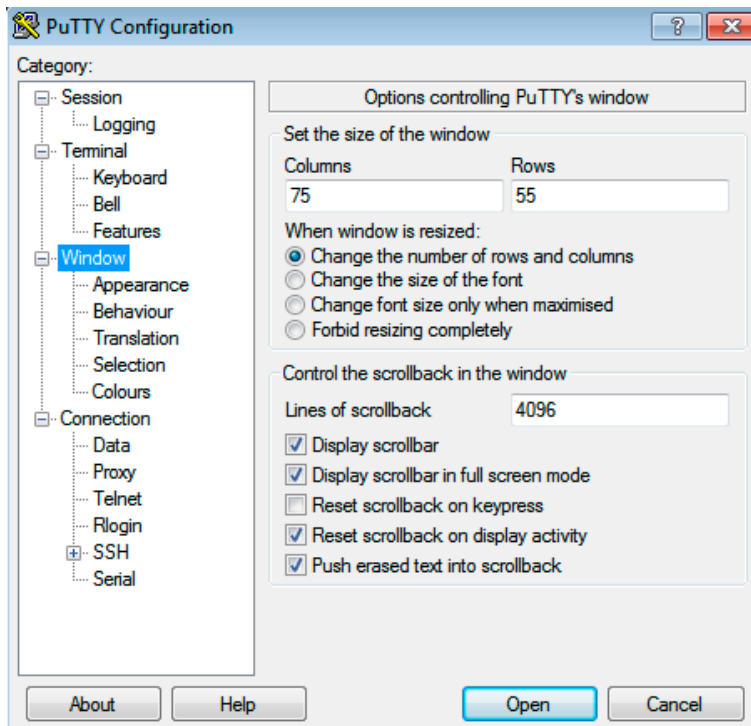 PuTTY Configuration
Category:
Session
Logging
Terminal
Keyboard
Bell
Features
Window
Appearance
Behaviour
Translation
Selection
Colours
Connection
Data
Proxy
Telnet
Rlogin
SSH
Serial
Options controlling PuTTY's window
Set the size of the window
Columns Rows
75 55
When window is resized:
Change the number of rows and columns
Change the size of the font
Change font size only when maximised
Forbid resizing completely
Control the scrollback in the window
Lines of scrollback 4096
Display scrollbar
Display scrollbar in full screen mode
Reset scrollback on keypress
Reset scrollback on display activity
Push erased text into scrollback
About Help Open Cancel